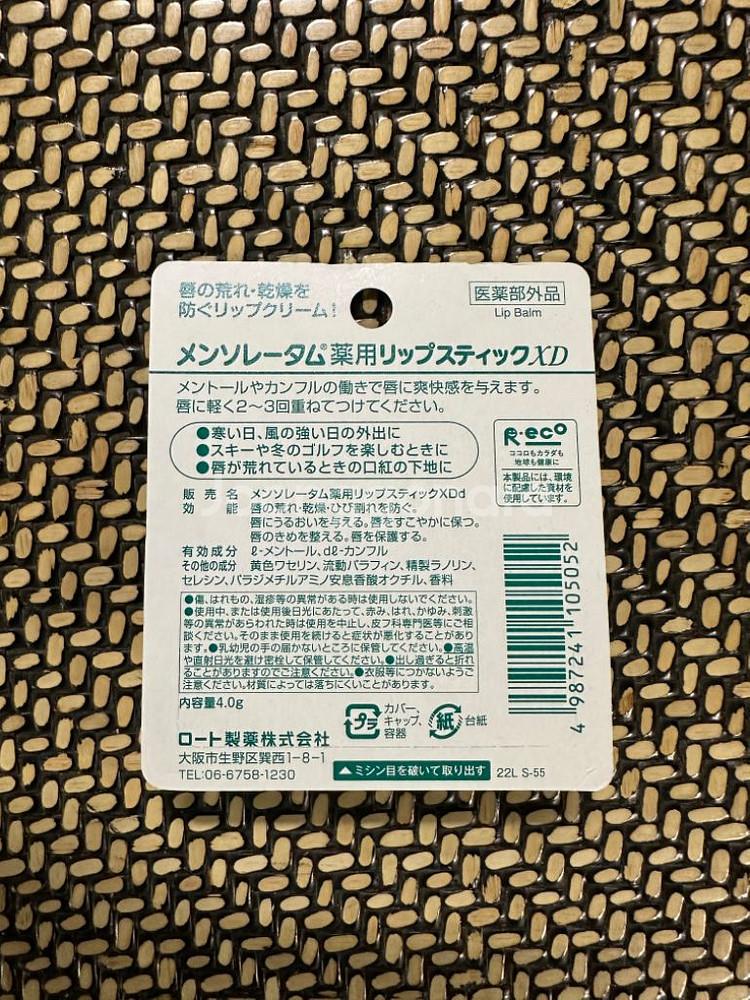 唇の荒れ・乾燥を
防ぐリップクリーム!
医薬部外品
Lip Balm
メンソレータム®薬用リップスティックXD
メントールやカンフルの働きで唇に爽快感を与えます。
唇に軽く2〜3回重ねてつけてください。
●寒い日、風の強い日の外出に
●スキーや冬のゴルフを楽しむときに
●唇が荒れているときの口紅の下地に
R-eco
ココロもカラダも
地球も健康に
本製品には、環境
に配慮した資材を
使用しています。
販売名 メンソレータム薬用リップスティックXDd
効能 唇の荒れ・乾燥・ひび割れを防ぐ。
唇にうるおいを与える。唇をすこやかに保つ。
唇のきめを整える。唇を保護する。
有効成分 ℓ-メントール、dℓ-カンフル
その他の成分 黄色ワセリン、流動パラフィン、精製ラノリン、
セレシン、パラジメチルアミノ安息香酸オクチル、香料
●傷、はれもの、湿疹等の異常がある時は使用しないでください。
●使用中、または使用後日光にあたって、赤み、はれ、かゆみ、刺激
等の異常があらわれた時は使用を中止し、皮フ科専門医等にご相
談ください。そのまま使用を続けると症状が悪化することがあり
ます。●乳幼児の手の届かないところに保管してください。●高温
や直射日光を避け密栓して保管してください。●出し過ぎると折れ
ることがありますのでご注意ください。●衣服等につかないようご
注意ください。材質によっては落ちにくいことがあります。
内容量4.0g
プラ
カバー、
キャップ、
容器
紙
台紙
4 987241 105052
ロート製薬株式会社
大阪市生野区巽西1-8-1
TEL:06-6758-1230
▲ミシン目を破いて取り出す
22L S-55